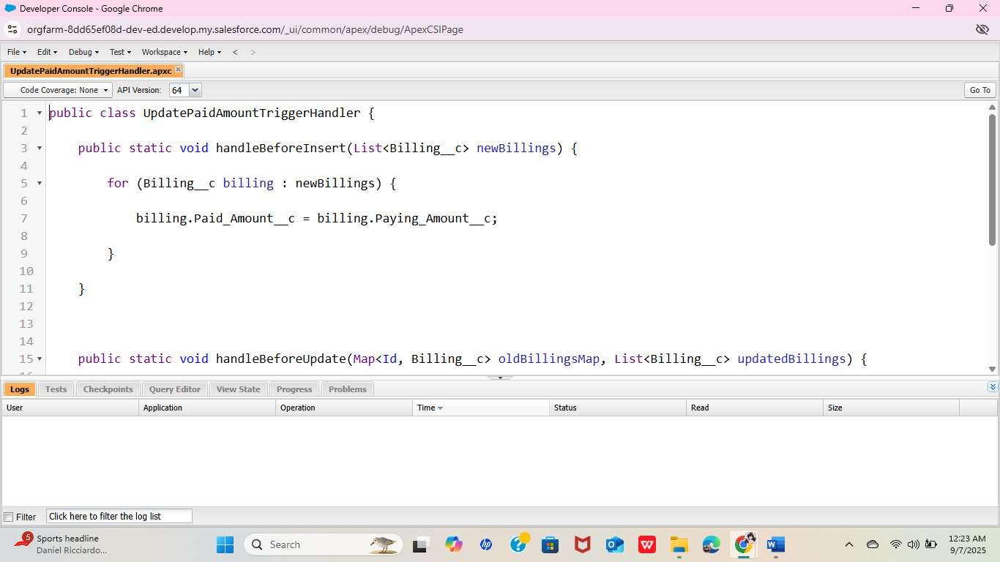 Developer Console - Google Chrome
orgfarm-8dd65ef08d-dev-ed.develop.my.salesforce.com/_ui/common/apex/debug/ApexCSIPage
File Edit Debug Test Workspace Help < >
UpdatePaidAmountTriggerHandler.apxc
Code Coverage: None API Version: 64 Go To
1 public class UpdatePaidAmountTriggerHandler {
2
3 public static void handleBeforeInsert(List<Billing__c> newBillings) {
4
5 for (Billing__c billing : newBillings) {
6
7 billing.Paid_Amount__c = billing.Paying_Amount__c;
8
9 }
10
11 }
12
13
14
15 public static void handleBeforeUpdate(Map<Id, Billing__c> oldBillingsMap, List<Billing__c> updatedBillings) {
Logs Tests Checkpoints Query Editor View State Progress Problems
User Application Operation Time Status Read Size
Filter Click here to filter the log list
5 Sports headline
Daniel Ricciardo...
Search
hp
12:23 AM
9/7/2025